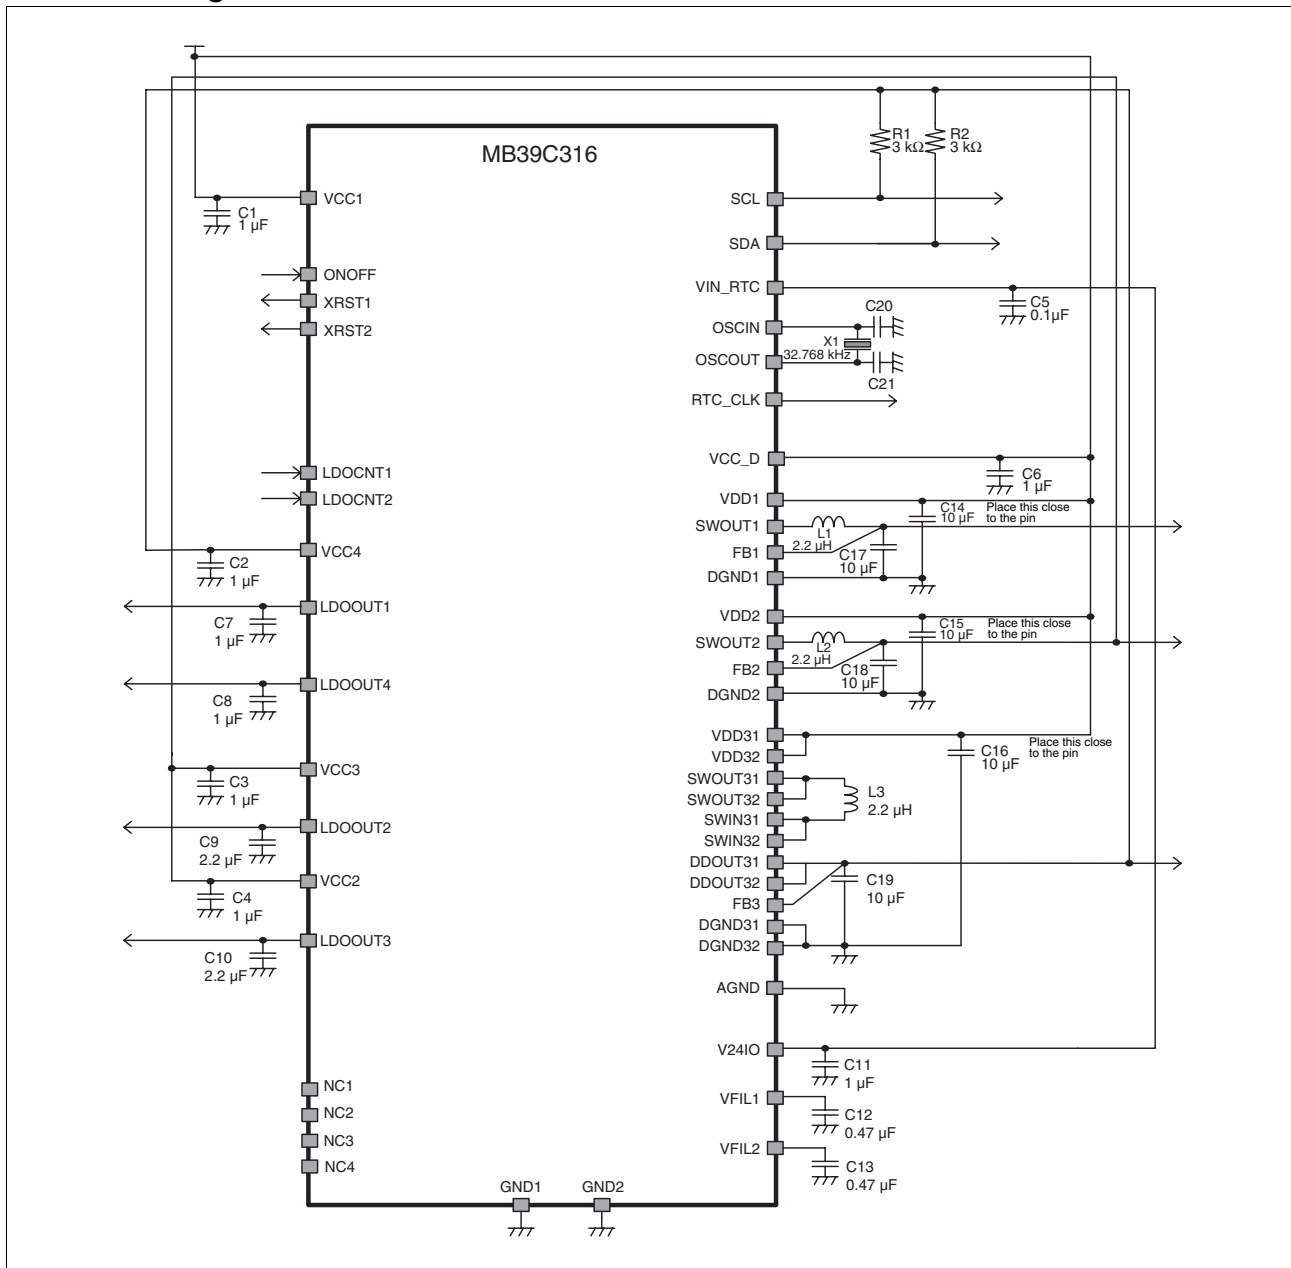 MB39C316
VCC1
C1
1 µF
ONOFF
XRST1
XRST2
LDOCNT1
LDOCNT2
VCC4
C2
1 µF
LDOOUT1
C7
1 µF
LDOOUT4
C8
1 µF
VCC3
C3
1 µF
LDOOUT2
C9
2.2 µF
VCC2
C4
1 µF
LDOOUT3
C10
2.2 µF
NC1
NC2
NC3
NC4
GND1
GND2
R1
3 kΩ
R2
3 kΩ
SCL
SDA
VIN_RTC
C5
0.1µF
C20
OSCIN
X1
32.768 kHz
OSCOUT
C21
RTC_CLK
VCC_D
C6
1 µF
VDD1
C14
10 µF
Place this close
to the pin
SWOUT1
L1
2.2 µH
FB1
C17
10 µF
DGND1
VDD2
C15
10 µF
Place this close
to the pin
SWOUT2
L2
2.2 µH
FB2
C18
10 µF
DGND2
VDD31
Place this close
to the pin
VDD32
C16
10 µF
SWOUT31
SWOUT32
L3
2.2 µH
SWIN31
SWIN32
DDOUT31
DDOUT32
C19
10 µF
FB3
DGND31
DGND32
AGND
V24IO
C11
1 µF
VFIL1
C12
0.47 µF
VFIL2
C13
0.47 µF